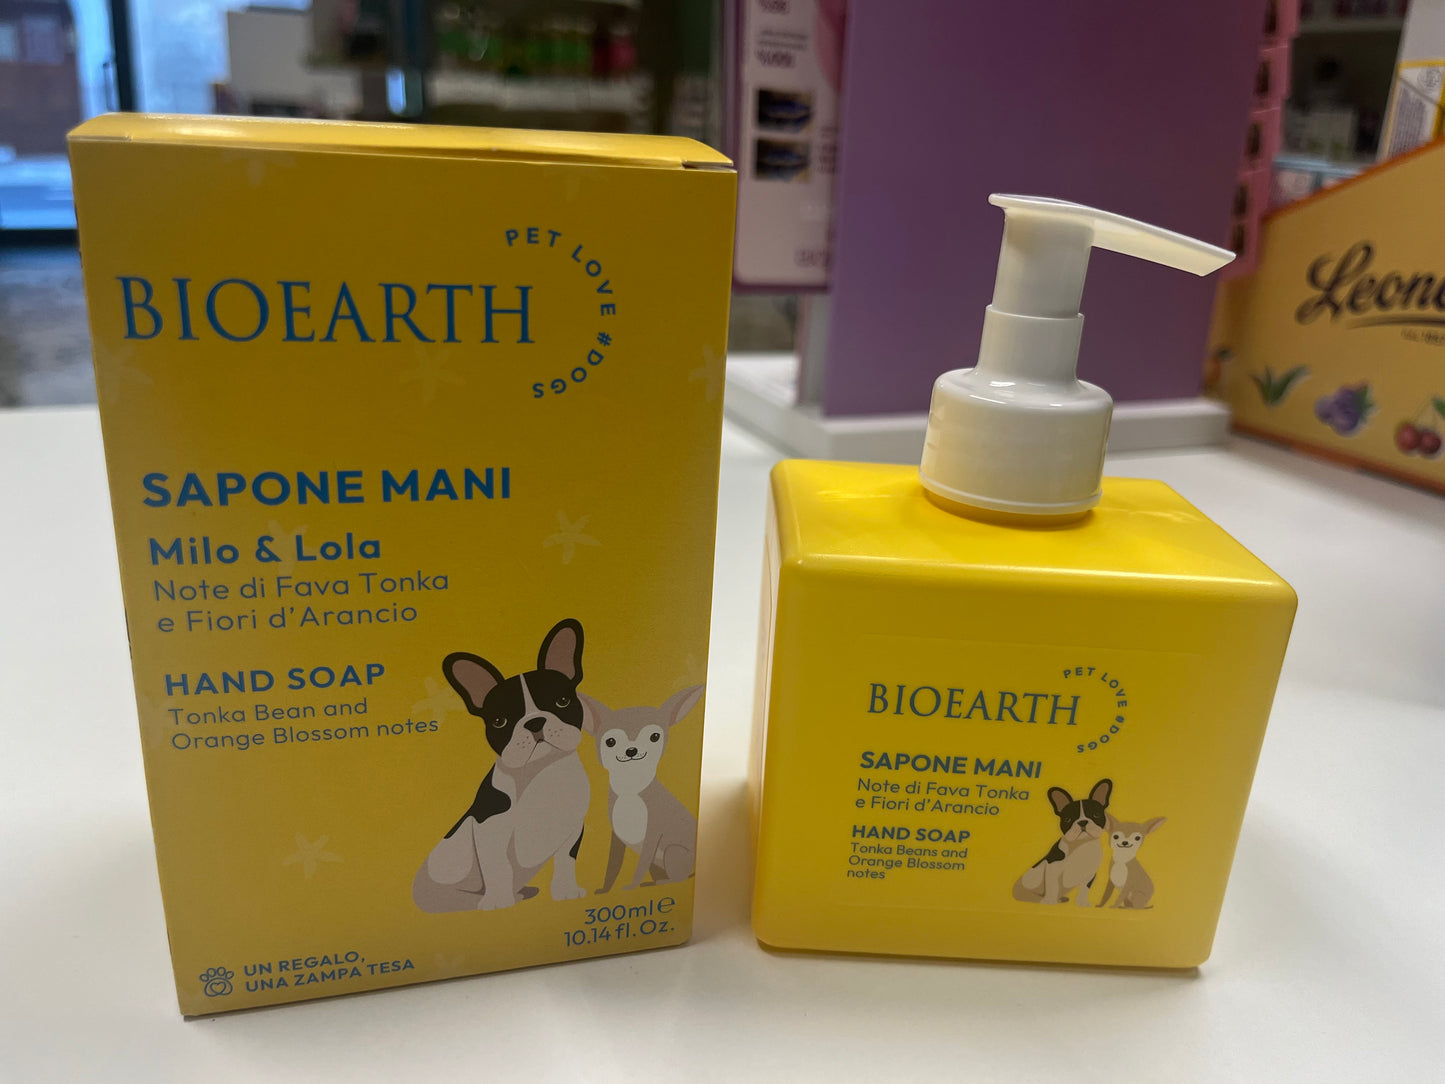 BIOEARTH
PET LOVE #DOGS
SAPONE MANI
Milo & Lola
Note di Fava Tonka
e Fiori d'Arancio
HAND SOAP
Tonka Bean and
Orange Blossom notes
300ml℮
10.14fl.Oz.
UN REGALO,
UNA ZAMPA TESA
BIOEARTH
PET LOVE #DOGS
SAPONE MANI
Note di Fava Tonka
e Fiori d'Arancio
HAND SOAP
Tonka Beans and
Orange Blossom
notes